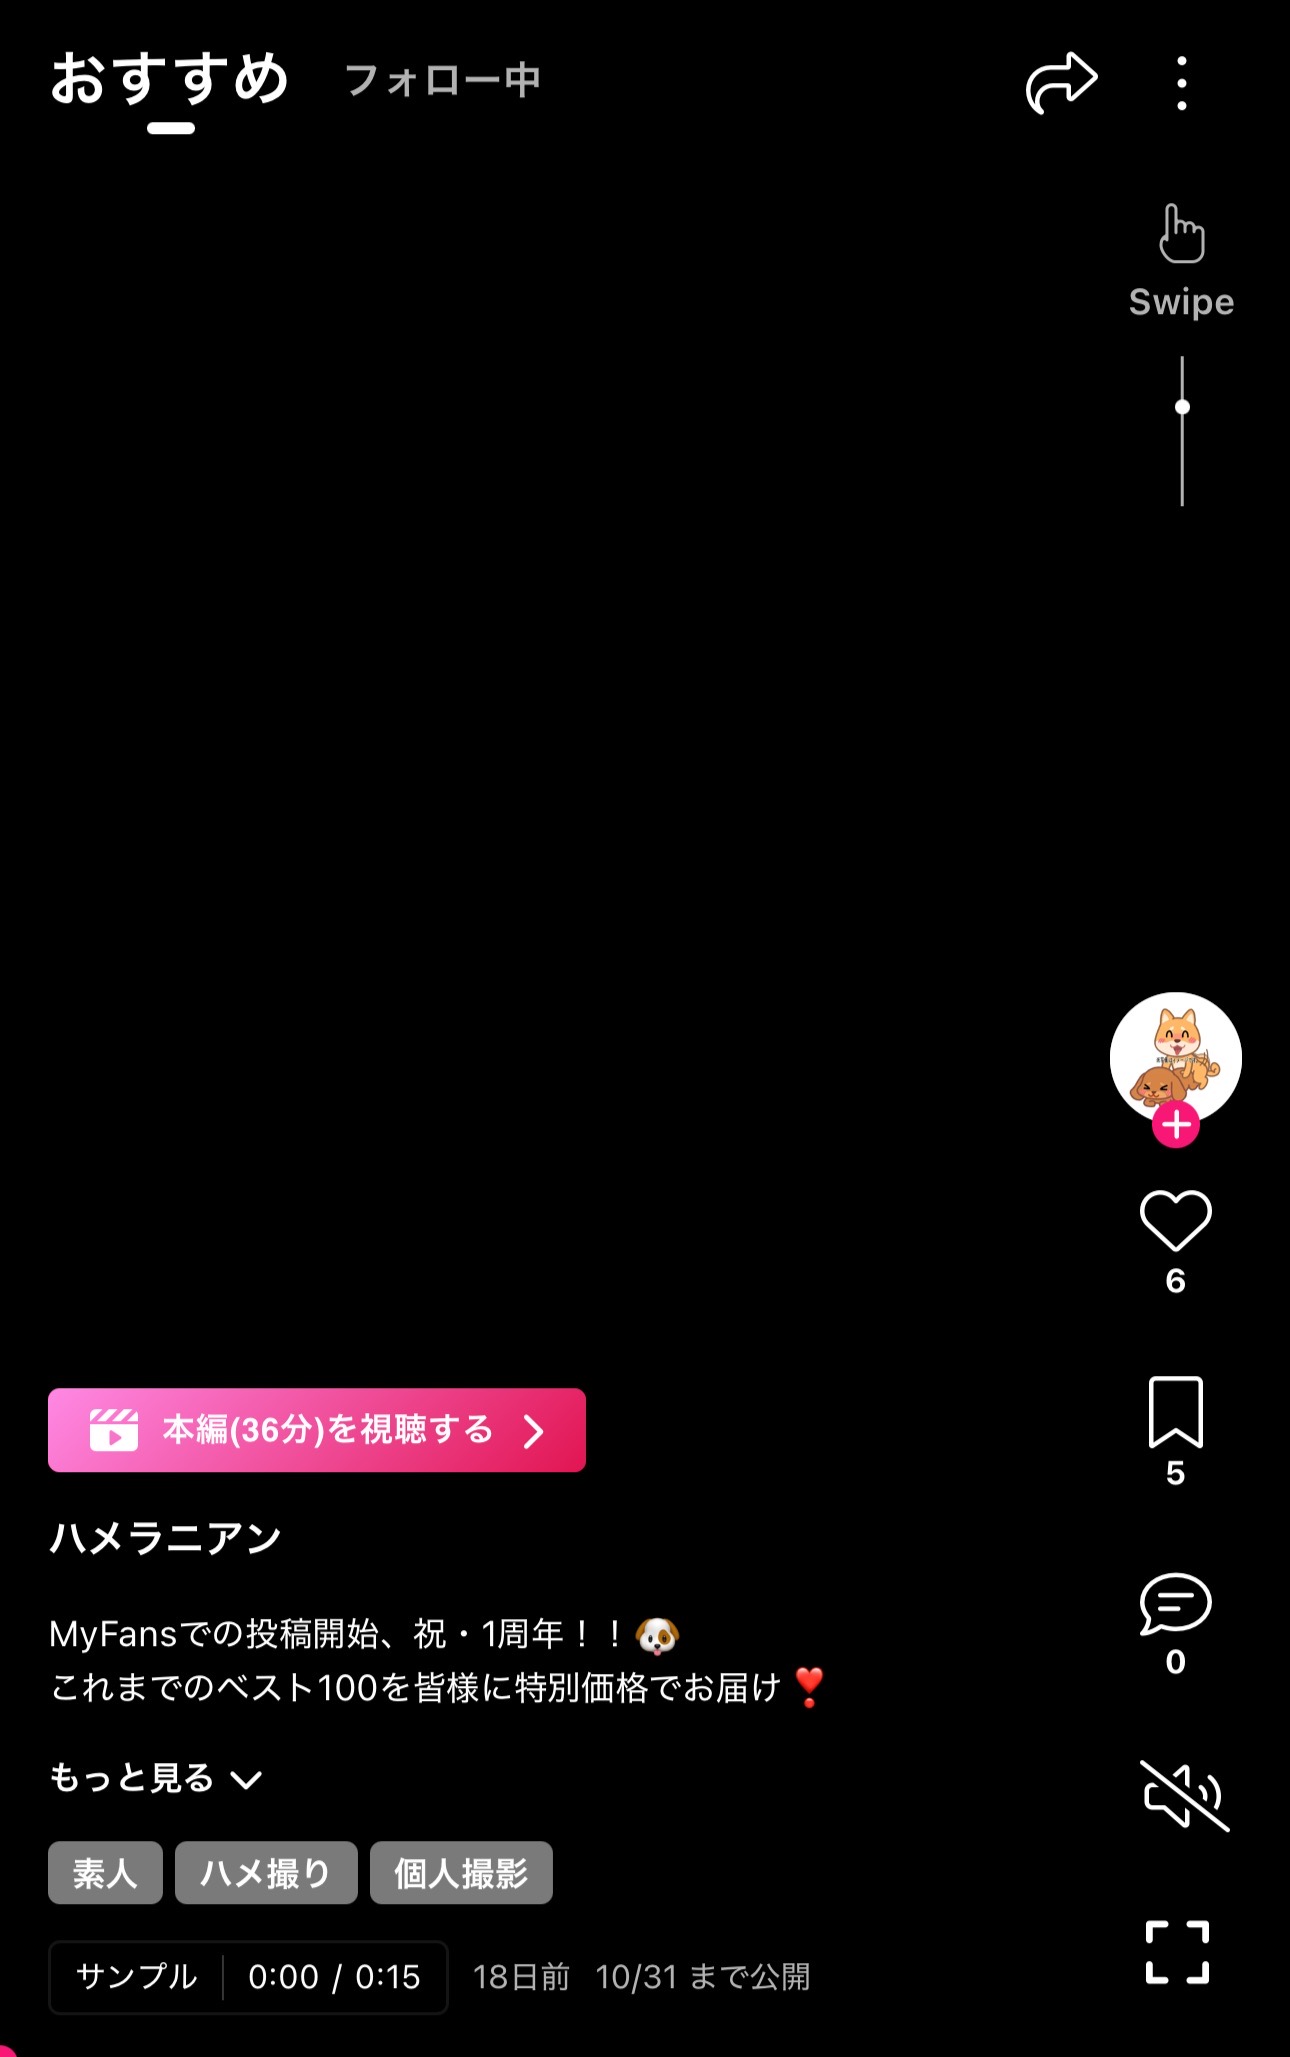 おすすめ フォロー中
Swipe
6
本編(36分)を視聴する
5
ハメラニアン
MyFansでの投稿開始、祝・1周年！！🐶
これまでのベスト100を皆様に特別価格でお届け❣️
0
もっと見る
素人 ハメ撮り 個人撮影
サンプル 0:00 / 0:15 18日前 10/31 まで公開